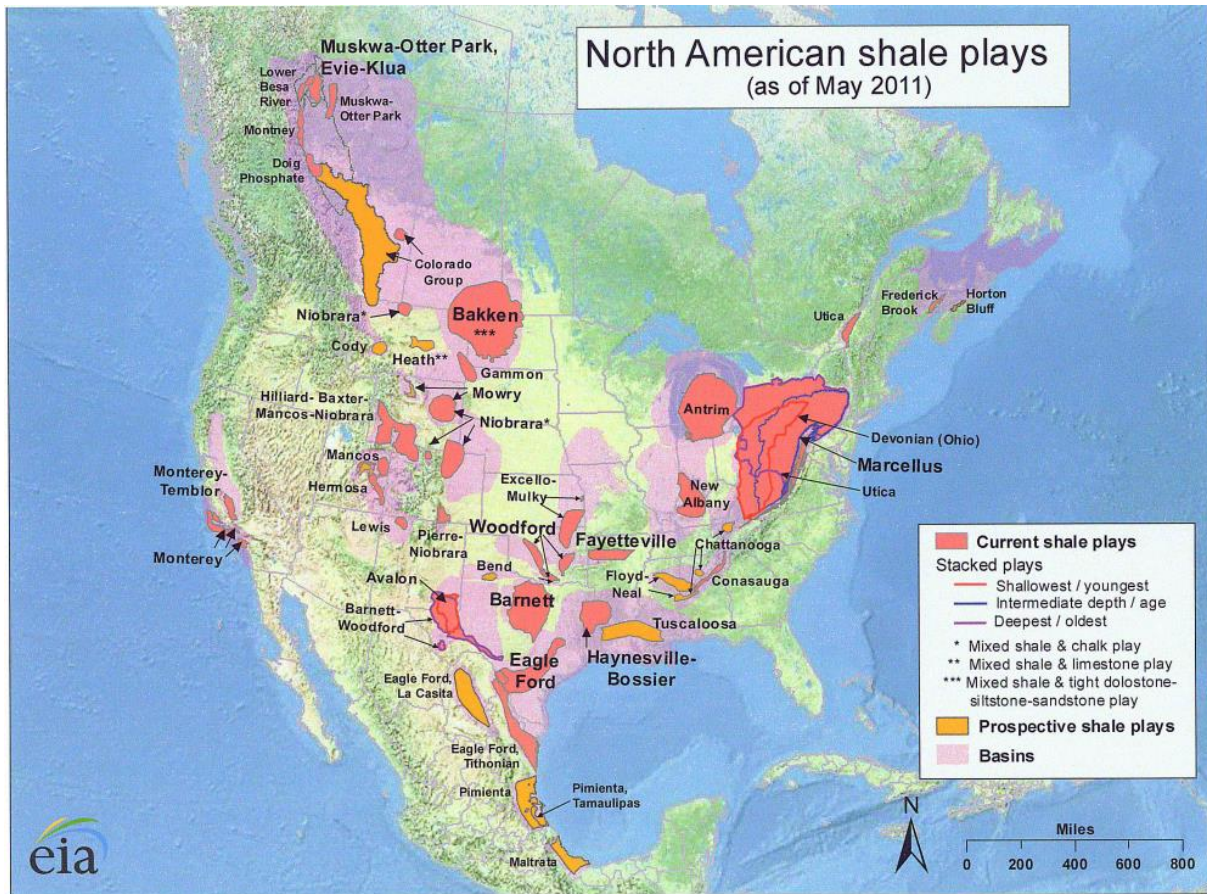 North American shale plays
(as of May 2011)
Muskwa-Otter Park,
Evie-Klua
Lower
Besa
River
Muskwa-
Otter Park
Montney
Doig
Phosphate
Colorado
Group
Niobrara*
Bakken
***
Cody
Heath**
Gammon
Mowry
Hilliard- Baxter-
Mancos-Niobrara
Niobrara*
Antrim
Utica
Frederick
Brook
Horton
Bluff
Devonian (Ohio)
Marcellus
Utica
Mancos
Hermosa
Monterey-
Temblor
Monterey
Lewis
Pierre-
Niobrara
Excello-
Mulky
New
Albany
Woodford
Fayetteville
Chattanooga
Bend
Floyd-
Neal
Conasauga
Avalon
Barnett
Barnett-
Woodford
Tuscaloosa
Eagle
Ford
Haynesville-
Bossier
Eagle Ford,
La Casita
Eagle Ford,
Tithonian
Pimienta
Pimienta,
Tamaulipas
Maltrata
Current shale plays
Stacked plays
Shallowest / youngest
Intermediate depth / age
Deepest / oldest
* Mixed shale & chalk play
** Mixed shale & limestone play
*** Mixed shale & tight dolostone-
siltstone-sandstone play
Prospective shale plays
Basins
N
Miles
0 200 400 600 800
eia